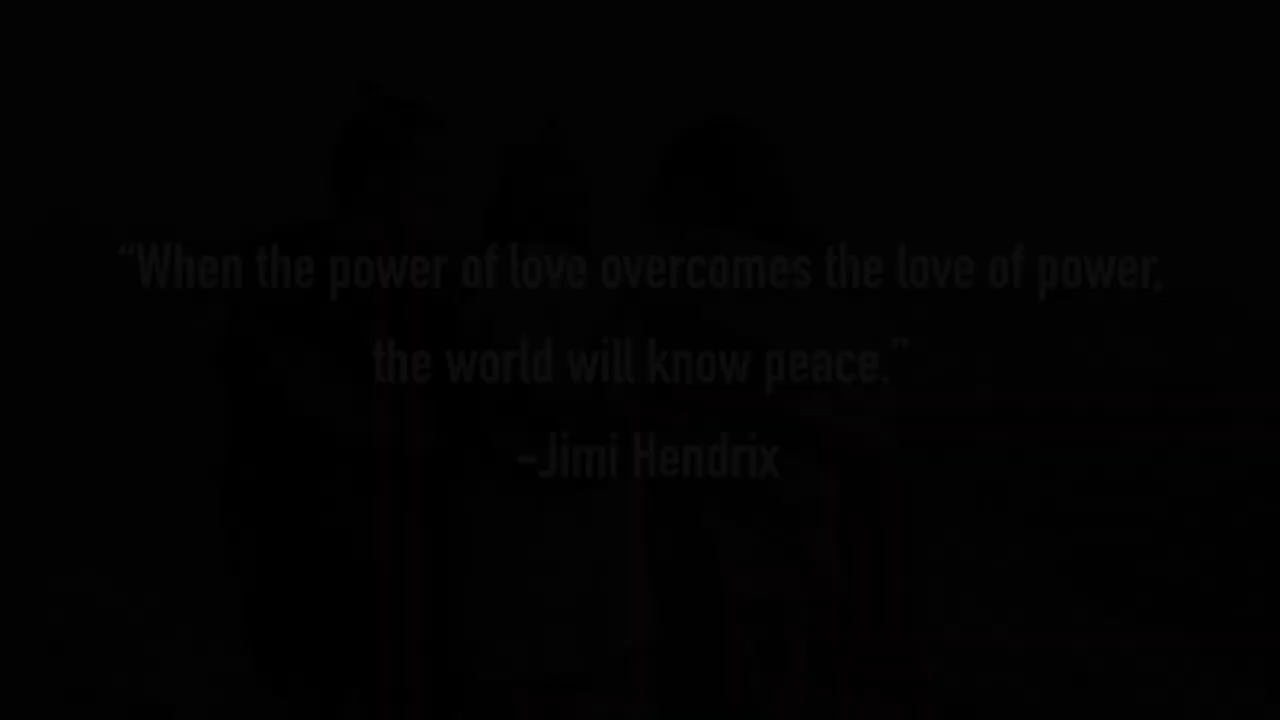 “When the power of love overcomes the love of power,
the world will know peace.”
-Jimi Hendrix